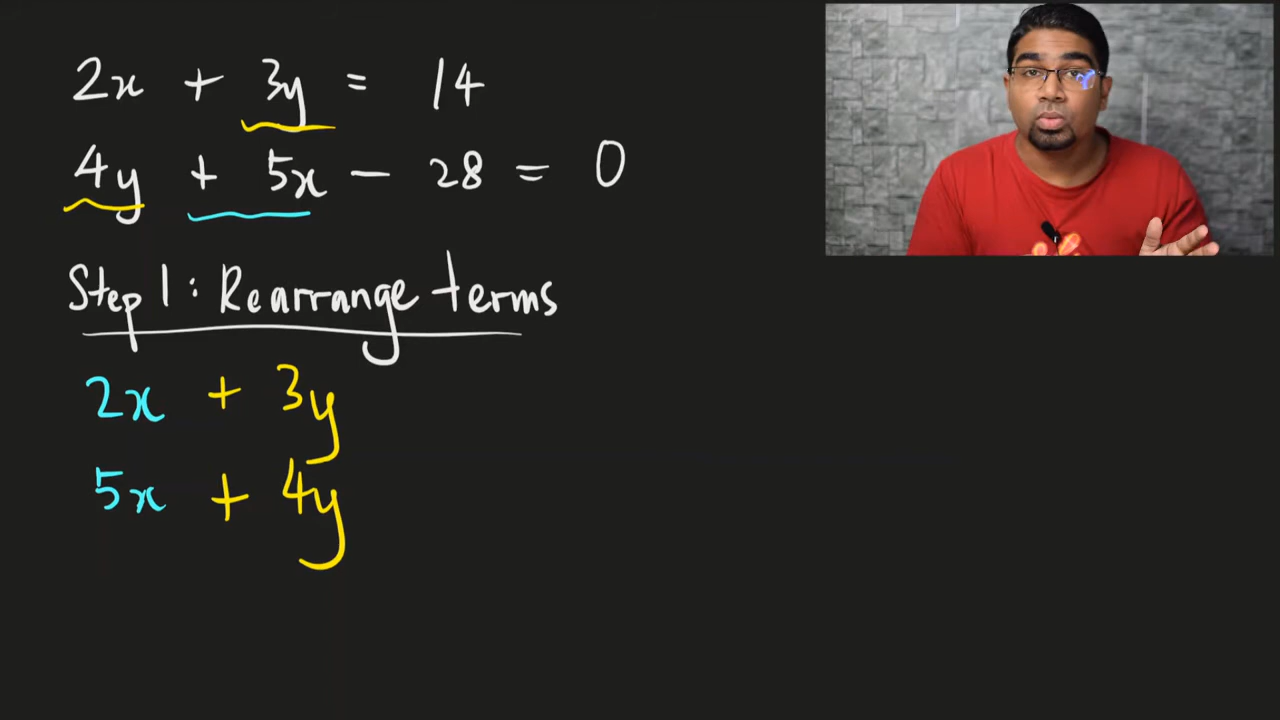 2x + 3y = 14
4y + 5x - 28 = 0
Step 1: Rearrange terms
2x + 3y
5x + 4y